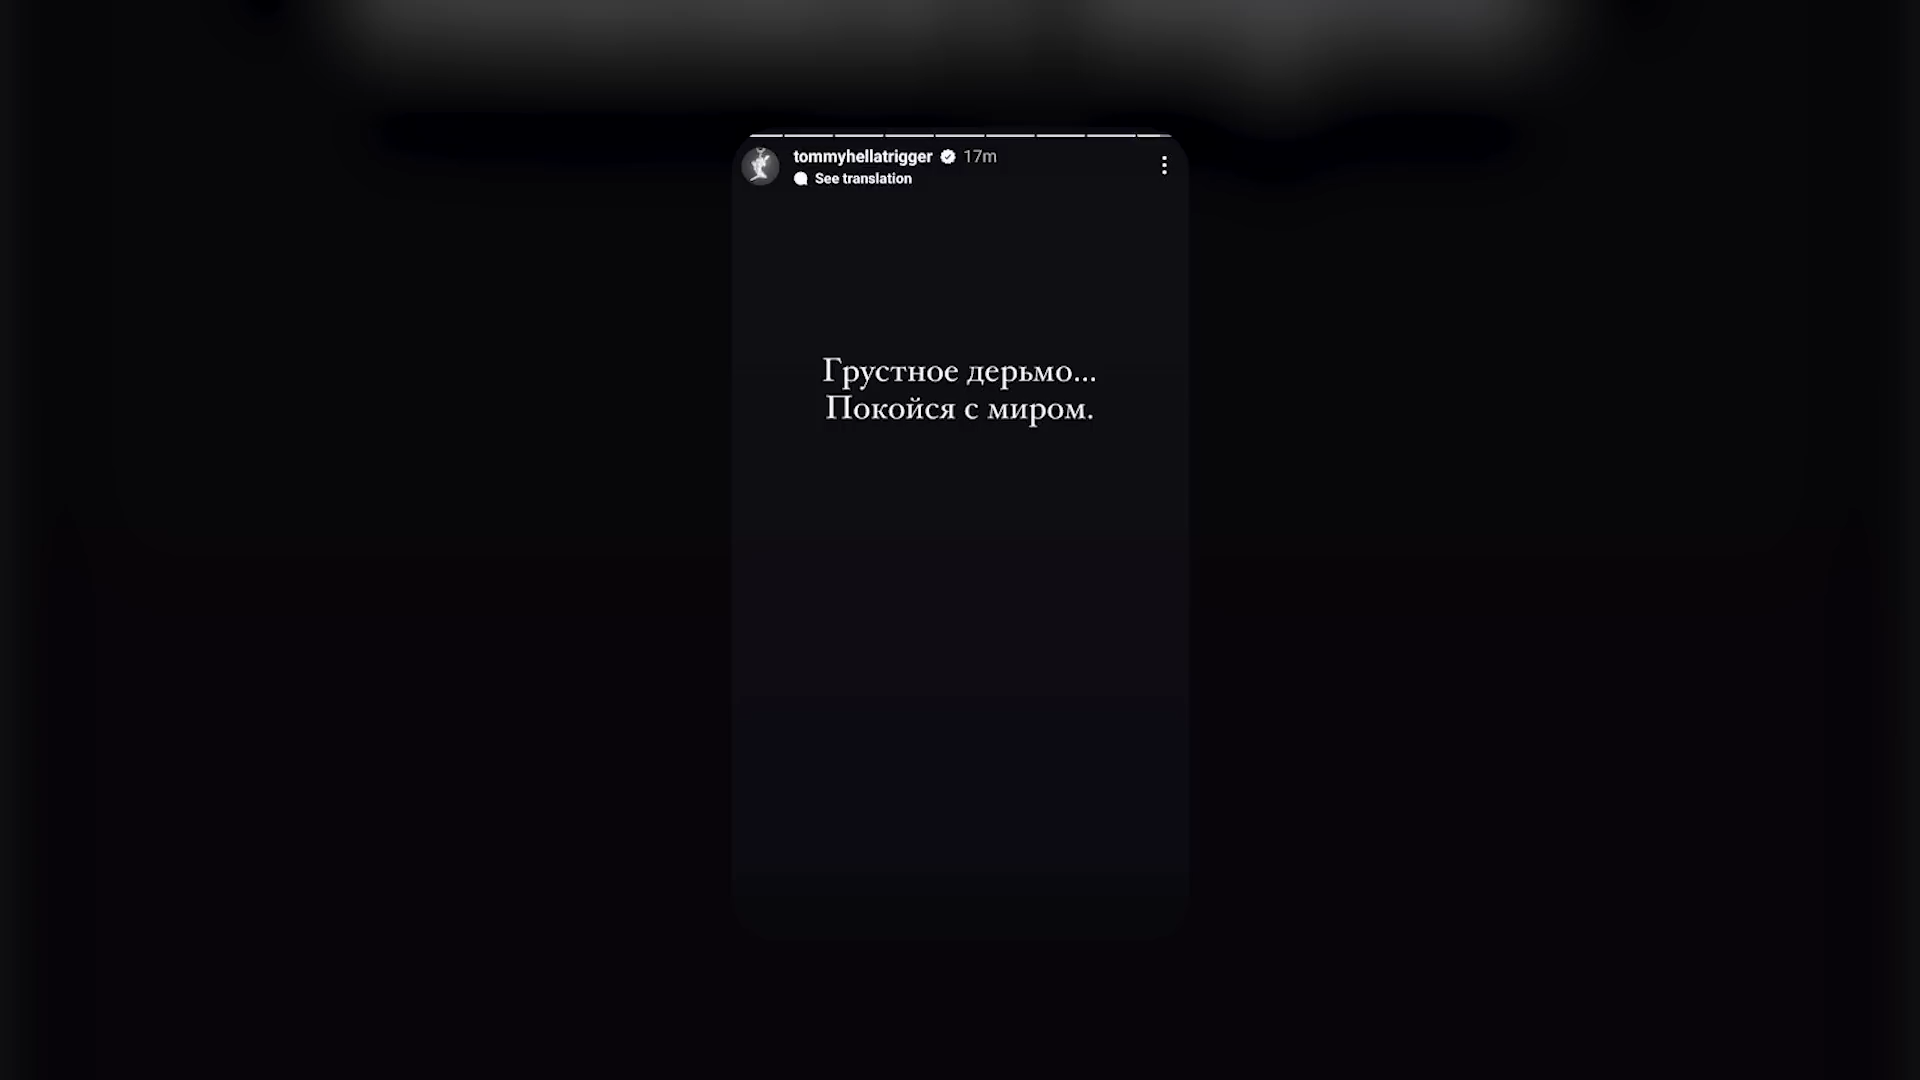 tommyhellatrigger 17m
See translation
Грустное дерьмо...
Покойся с миром.